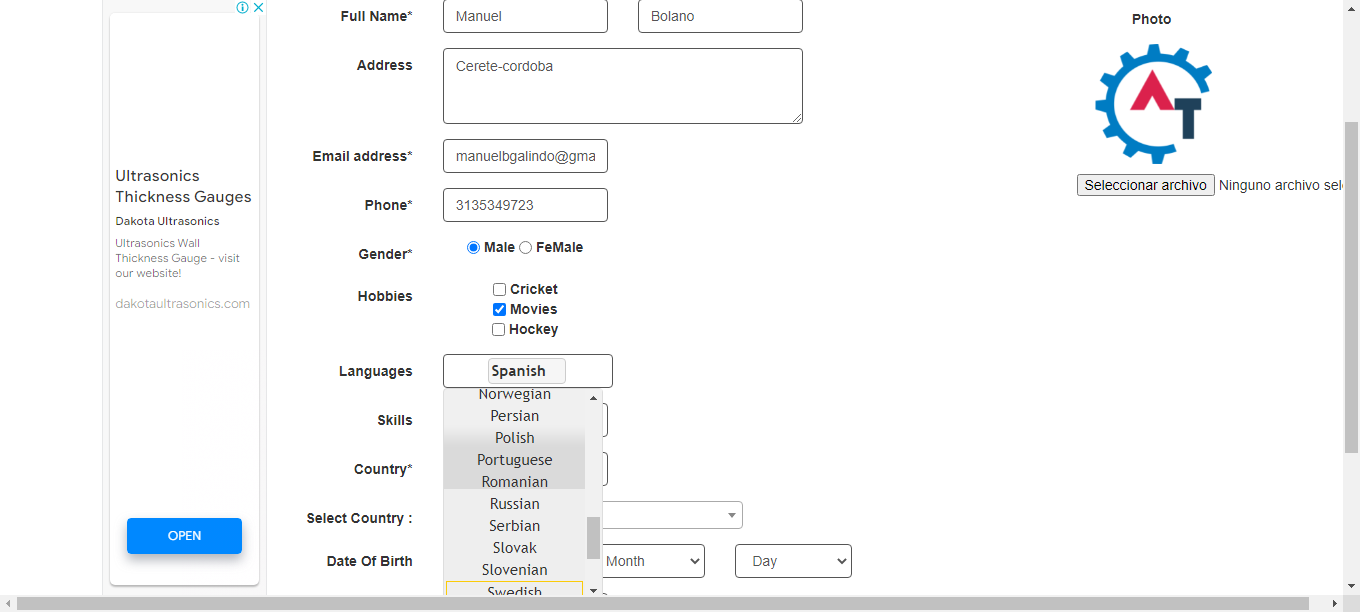 Full Name* Manuel Bolano
Photo
Address Cerete-cordoba
AT
Email address* manuelbgalindo@gma
Seleccionar archivo Ninguno archivo sel
Phone* 3135349723
Gender* Male FeMale
Hobbies
Cricket
Movies
Hockey
Languages Spanish
Norwegian
Persian
Polish
Portuguese
Romanian
Russian
Serbian
Slovak
Slovenian
Swedish
Skills
Country*
Select Country :
Date Of Birth Month Day
Ultrasonics
Thickness Gauges
Dakota Ultrasonics
Ultrasonics Wall
Thickness Gauge - visit
our website!
dakotaultrasonics.com
OPEN